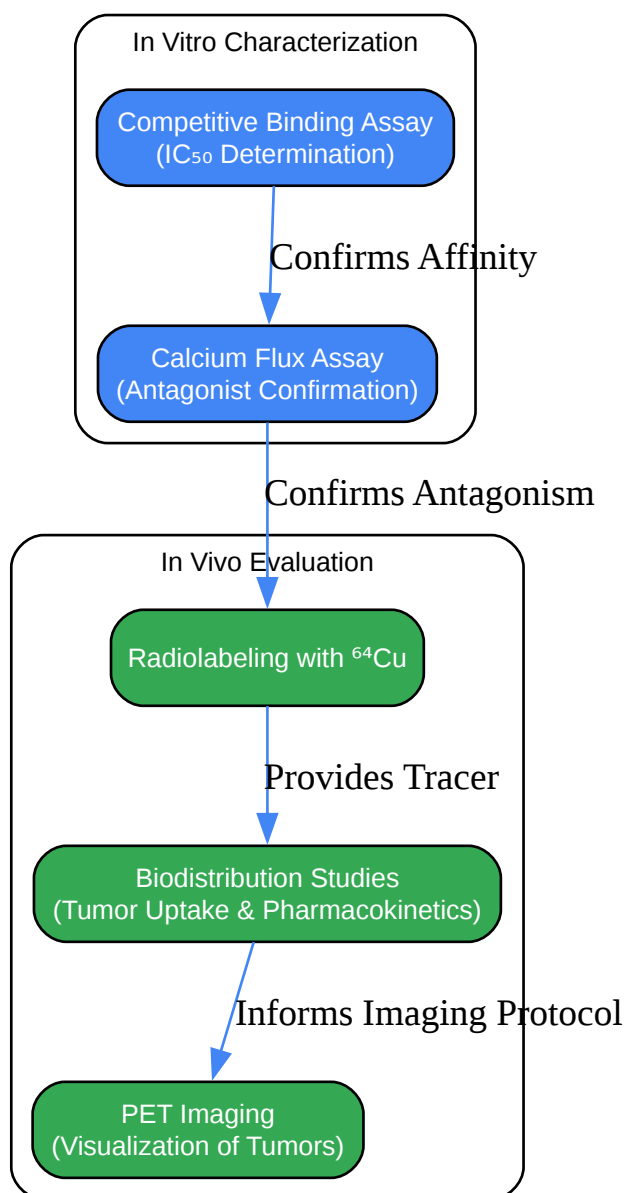 In Vitro Characterization
Competitive Binding Assay
(IC₅₀ Determination)
Confirms Affinity
Calcium Flux Assay
(Antagonist Confirmation)
Confirms Antagonism
In Vivo Evaluation
Radiolabeling with ⁶⁴Cu
Provides Tracer
Biodistribution Studies
(Tumor Uptake & Pharmacokinetics)
Informs Imaging Protocol
PET Imaging
(Visualization of Tumors)